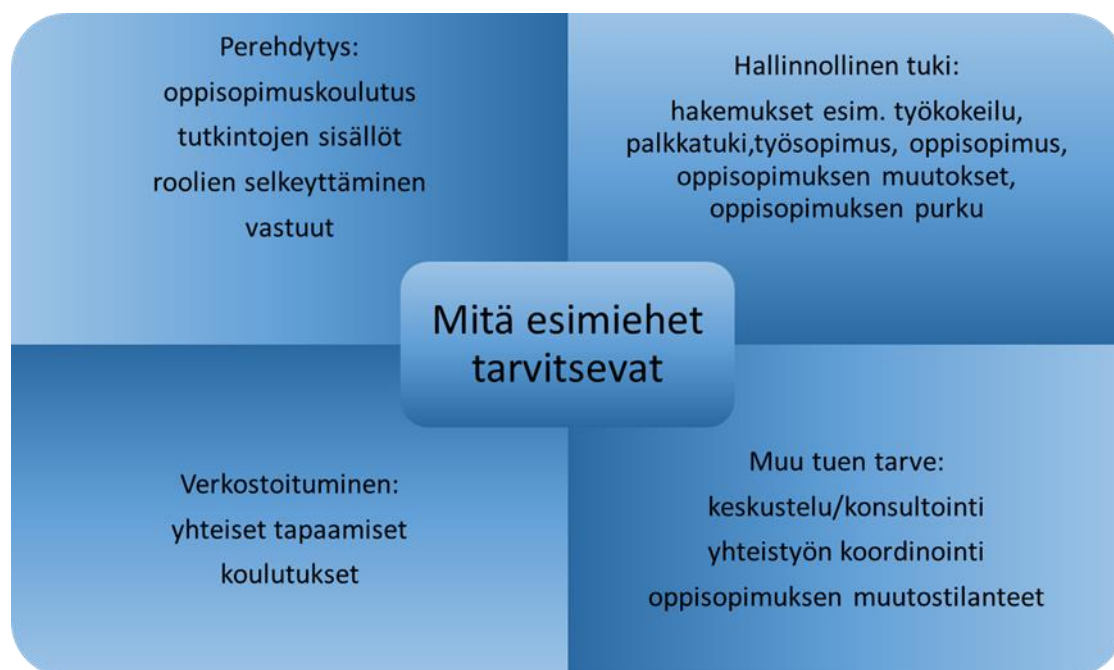 Perehdytys:
oppisopimuskoulutus
tutkintojen sisällöt
roolien selkeyttäminen
vastuut
Hallinnollinen tuki:
hakemukset esim. työkokeilu,
palkkatuki,työsopimus, oppisopimus,
oppisopimuksen muutokset,
oppisopimuksen purku
Mitä esimiehet
tarvitsevat
Verkostoituminen:
yhteiset tapaamiset
koulutukset
Muu tuen tarve:
keskustelu/konsultointi
yhteistyön koordinointi
oppisopimuksen muutostilanteet